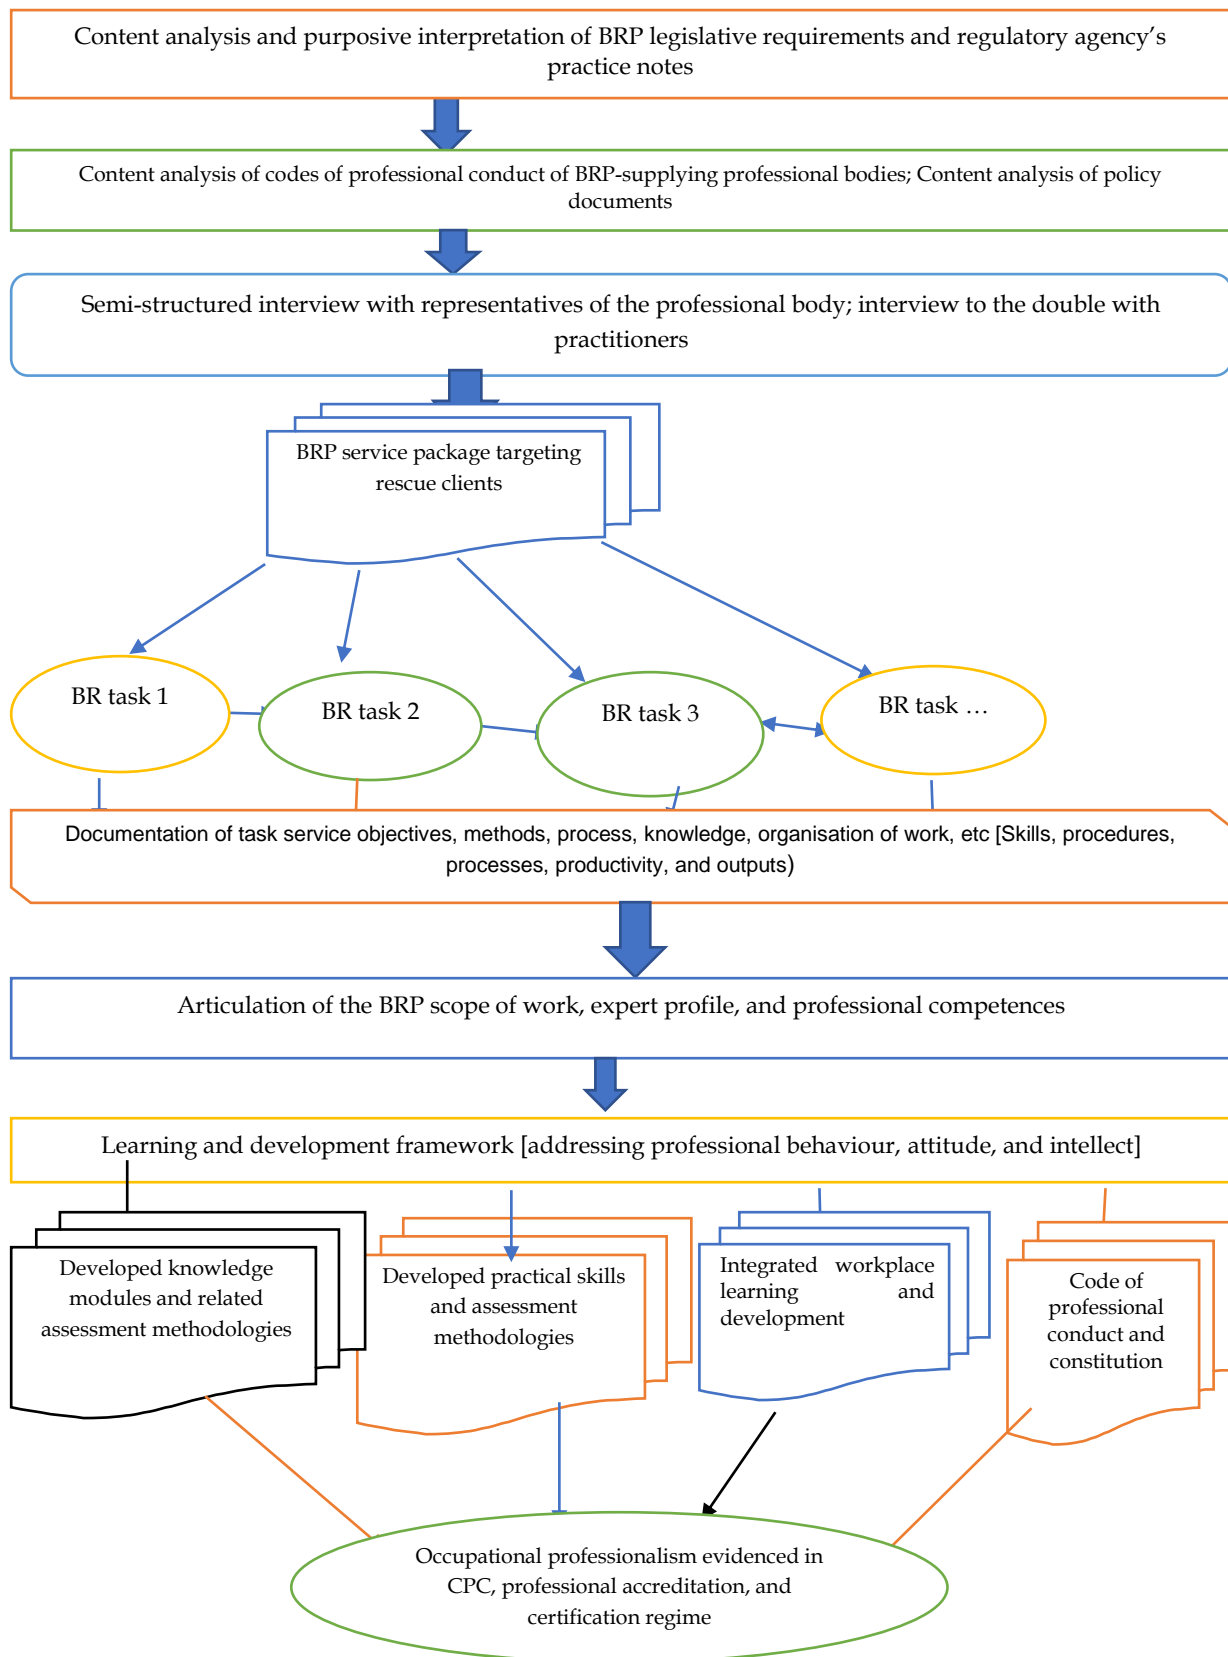 Content analysis and purposive interpretation of BRP legislative requirements and regulatory agency’s
practice notes
Content analysis of codes of professional conduct of BRP-supplying professional bodies; Content analysis of policy
documents
Semi-structured interview with representatives of the professional body; interview to the double with
practitioners
BRP service package targeting
rescue clients
BR task 1
BR task 2
BR task 3
BR task …
Documentation of task service objectives, methods, process, knowledge, organisation of work, etc [Skills, procedures,
processes, productivity, and outputs)
Articulation of the BRP scope of work, expert profile, and professional competences
Learning and development framework [addressing professional behaviour, attitude, and intellect]
Developed knowledge
modules and related
assessment methodologies
Developed practical skills
and assessment
methodologies
Integrated workplace
learning and
development
Code of
professional
conduct and
constitution
Occupational professionalism evidenced in
CPC, professional accreditation, and
certification regime